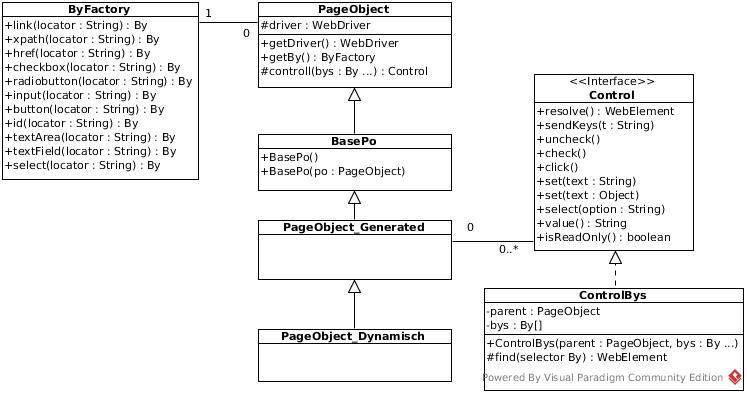 ByFactory
+link(locator : String) : By
+xpath(locator : String) : By
+href(locator : String) : By
+checkbox(locator : String) : By
+radiobutton(locator : String) : By
+input(locator : String) : By
+button(locator : String) : By
+id(locator : String) : By
+textArea(locator : String) : By
+textField(locator : String) : By
+select(locator : String) : By
1
0
PageObject
#driver : WebDriver
+getDriver() : WebDriver
+getBy() : ByFactory
#controll(bys : By ...) : Control
BasePo
+BasePo()
+BasePo(po : PageObject)
PageObject_Generated
0
0..*
PageObject_Dynamisch
<<Interface>>
Control
+resolve() : WebElement
+sendKeys(t : String)
+uncheck()
+check()
+click()
+set(text : String)
+set(text : Object)
+select(option : String)
+value() : String
+isReadOnly() : boolean
ControlBys
-parent : PageObject
-bys : By[]
+ControlBys(parent : PageObject, bys : By ...)
#find(selector By) : WebElement
Powered By Visual Paradigm Community Edition